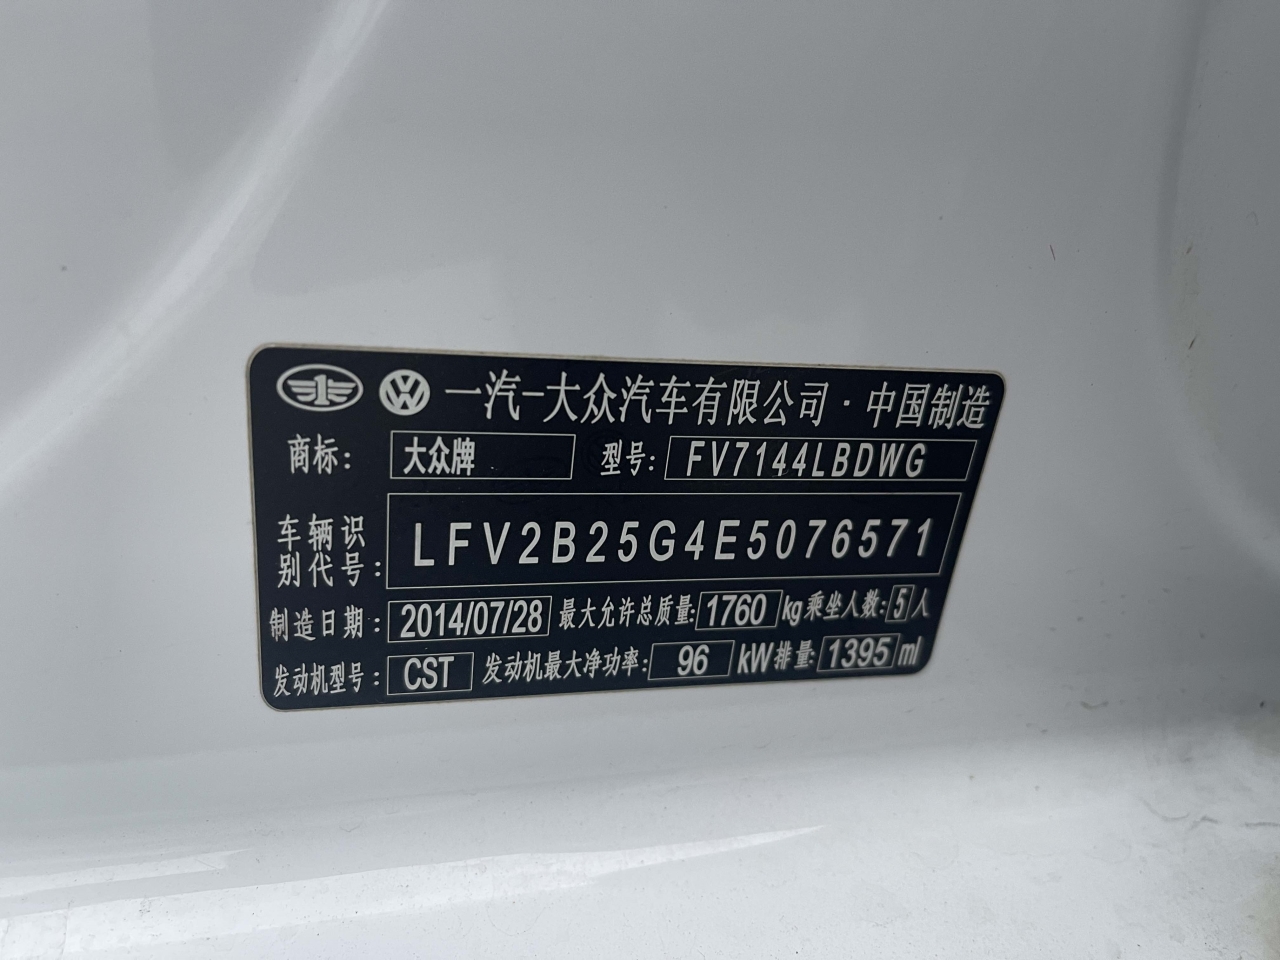 一汽-大众汽车有限公司·中国制造
商标: 大众牌 型号: FV7144LBDWG
车辆识别代号: LFV2B25G4E5076571
制造日期: 2014/07/28 最大允许总质量: 1760 kg 乘坐人数: 5 人
发动机型号: CST 发动机最大净功率: 96 kW 排量: 1395 ml